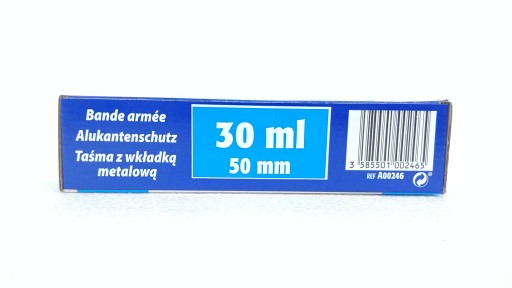 Bande armée
Alukantenschutz
Taśma z wkładką
metalową
30 ml
50 mm
3 585501 002465
REF A00246